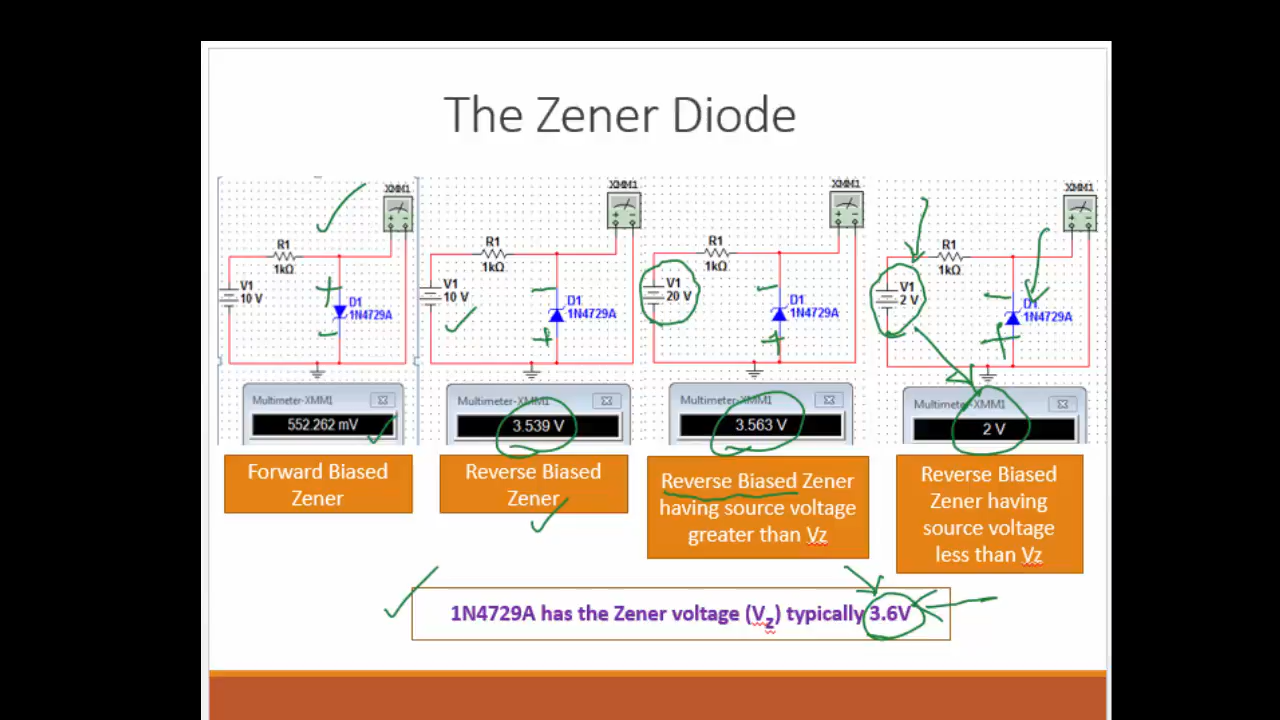 The Zener Diode
XMM1
R1
1kΩ
V1
10 V
D1
1N4729A
+
−
Multimeter-XMM1
552.262 mV
Forward Biased
Zener
XMM1
R1
1kΩ
V1
10 V
D1
1N4729A
−
+
Multimeter-XMM1
3.539 V
Reverse Biased
Zener
XMM1
R1
1kΩ
V1
20 V
D1
1N4729A
−
+
Multimeter-XMM1
3.563 V
Reverse Biased Zener
having source voltage
greater than Vz
XMM1
R1
1kΩ
V1
2 V
D1
1N4729A
−
+
Multimeter-XMM1
2 V
Reverse Biased
Zener having
source voltage
less than Vz
1N4729A has the Zener voltage (Vz) typically 3.6V